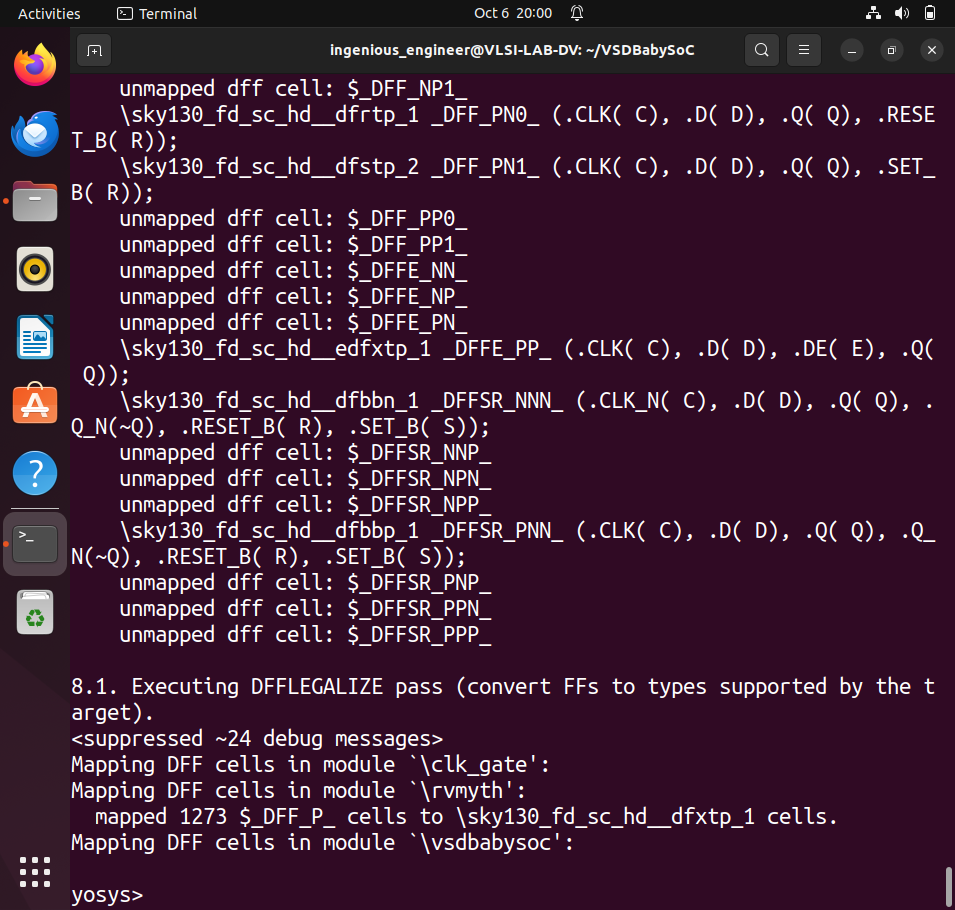 Activities
Terminal
Oct 6 20:00
ingenious_engineer@VLSI-LAB-DV: ~/VSDBabySoC
    unmapped dff cell: $_DFF_NP1_
    \sky130_fd_sc_hd__dfrtp_1 _DFF_PN0_ (.CLK( C), .D( D), .Q( Q), .RESE
T_B( R));
    \sky130_fd_sc_hd__dfstp_2 _DFF_PN1_ (.CLK( C), .D( D), .Q( Q), .SET_
B( R));
    unmapped dff cell: $_DFF_PP0_
    unmapped dff cell: $_DFF_PP1_
    unmapped dff cell: $_DFFE_NN_
    unmapped dff cell: $_DFFE_NP_
    unmapped dff cell: $_DFFE_PN_
    \sky130_fd_sc_hd__edfxtp_1 _DFFE_PP_ (.CLK( C), .D( D), .DE( E), .Q(
 Q));
    \sky130_fd_sc_hd__dfbbn_1 _DFFSR_NNN_ (.CLK_N( C), .D( D), .Q( Q), .
Q_N(~Q), .RESET_B( R), .SET_B( S));
    unmapped dff cell: $_DFFSR_NNP_
    unmapped dff cell: $_DFFSR_NPN_
    unmapped dff cell: $_DFFSR_NPP_
    \sky130_fd_sc_hd__dfbbp_1 _DFFSR_PNN_ (.CLK( C), .D( D), .Q( Q), .Q_
N(~Q), .RESET_B( R), .SET_B( S));
    unmapped dff cell: $_DFFSR_PNP_
    unmapped dff cell: $_DFFSR_PPN_
    unmapped dff cell: $_DFFSR_PPP_
8.1. Executing DFFLEGALIZE pass (convert FFs to types supported by the t
arget).
<suppressed ~24 debug messages>
Mapping DFF cells in module `\clk_gate':
Mapping DFF cells in module `\rvmyth':
  mapped 1273 $_DFF_P_ cells to \sky130_fd_sc_hd__dfxtp_1 cells.
Mapping DFF cells in module `\vsdbabysoc':
yosys>